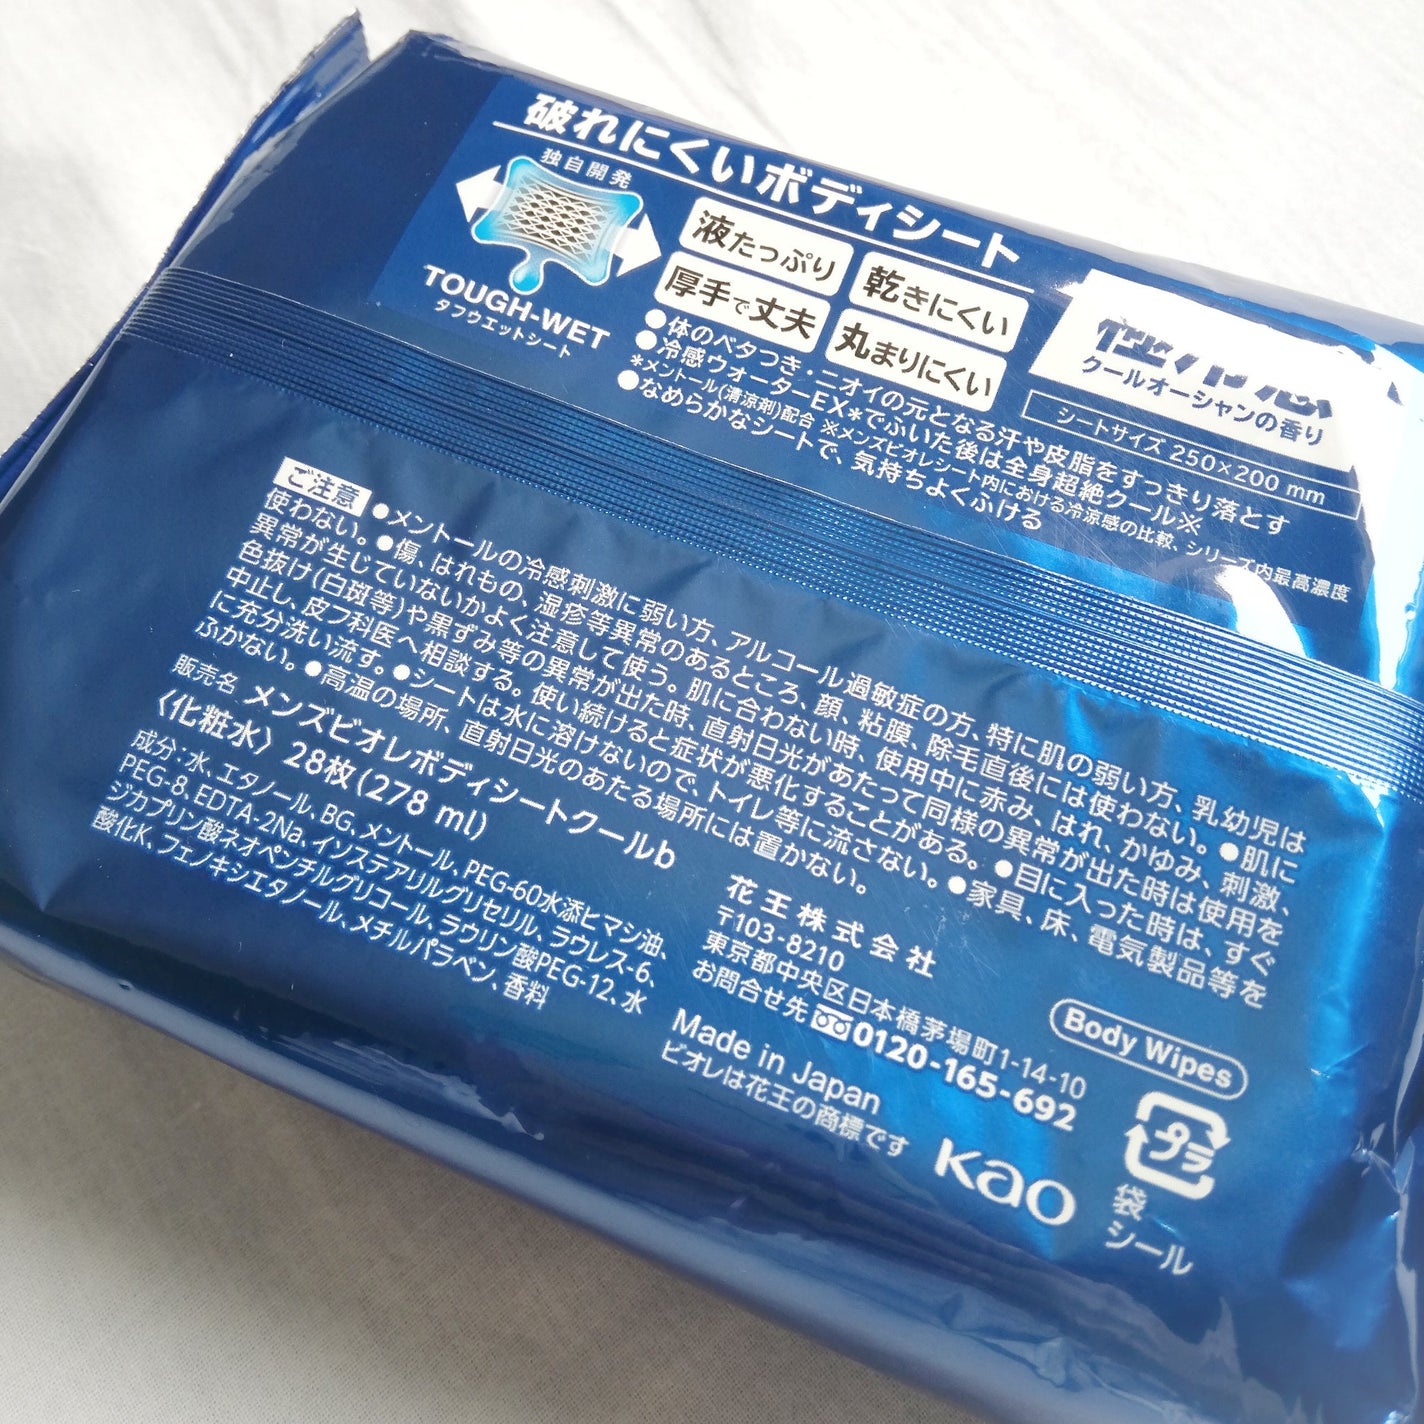 破れにくいボディシート
独自開発
TOUGH-WET
タフウエットシート
液たっぷり
乾きにくい
厚手で丈夫
丸まりにくい
クールオーシャンの香り
シートサイズ 250×200 mm
●体のベタつき・ニオイの元となる汗や皮脂をすっきり落とす
●冷感ウォーターEX*でふいた後は全身超絶クール※
*メントール(清涼剤)配合 ※メンズビオレシート内における冷涼感の比較、シリーズ内最高濃度
●なめらかなシートで、気持ちよくふける
ご注意 ●メントールの冷感刺激に弱い方、アルコール過敏症の方、特に肌の弱い方、乳幼児は
使わない。●傷、はれもの、湿疹等異常のあるところ、顔、粘膜、除毛直後には使わない。●肌に
異常が生じていないかよく注意して使う。肌に合わない時、使用中に赤み、はれ、かゆみ、刺激、
色抜け(白斑等)や黒ずみ等の異常が出た時、直射日光があたって同様の異常が出た時は使用を
中止し、皮フ科医へ相談する。使い続けると症状が悪化することがある。●目に入った時は、すぐ
に充分洗い流す。●シートは水に溶けないので、トイレ等に流さない。●家具、床、電気製品等を
ふかない。●高温の場所、直射日光のあたる場所には置かない。
販売名 メンズビオレボディシートクールb
〈化粧水〉 28枚(278 ml)
成分:水、エタノール、BG、メントール、PEG-60水添ヒマシ油、
PEG-8、EDTA-2Na、イソステアリルグリセリル、ラウレス-6、
ジカプリン酸ネオペンチルグリコール、ラウリン酸PEG-12、水
酸化K、フェノキシエタノール、メチルパラベン、香料
花王株式会社
〒103-8210
東京都中央区日本橋茅場町1-14-10
お問合せ先 0120-165-692
Made in Japan
ビオレは花王の商標です
Kao
Body Wipes
プラ
袋
シール